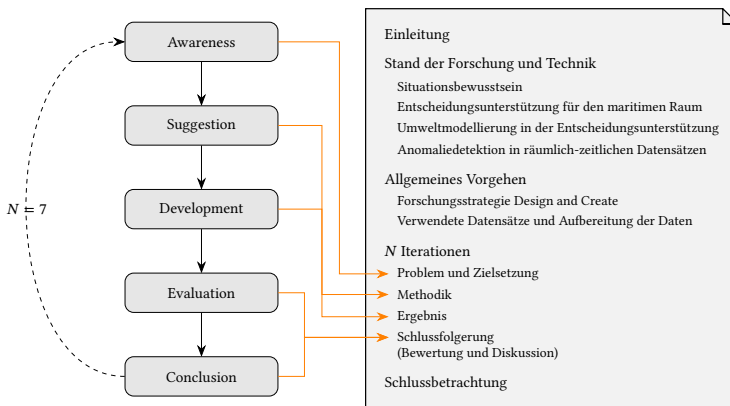 Awareness
Suggestion
Development
Evaluation
Conclusion
N = 7
Einleitung
Stand der Forschung und Technik
Situationsbewusstsein
Entscheidungsunterstützung für den maritimen Raum
Umweltmodellierung in der Entscheidungsunterstützung
Anomaliedetektion in räumlich-zeitlichen Datensätzen
Allgemeines Vorgehen
Forschungsstrategie Design and Create
Verwendete Datensätze und Aufbereitung der Daten
N Iterationen
Problem und Zielsetzung
Methodik
Ergebnis
Schlussfolgerung
(Bewertung und Diskussion)
Schlussbetrachtung